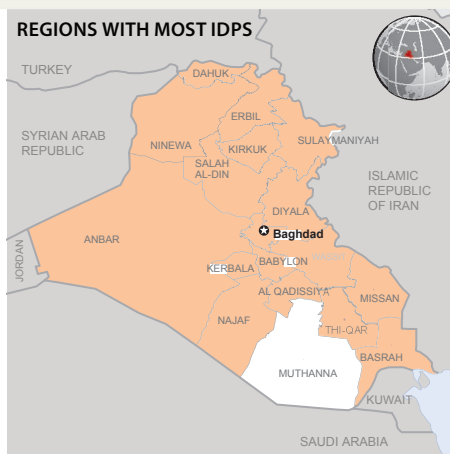 REGIONS WITH MOST IDPS
TURKEY
DAHUK
SYRIAN ARAB
REPUBLIC
ERBIL
NINEWA
KIRKUK
SULAYMANIYAH
SALAH
AL-DIN
ISLAMIC
REPUBLIC
OF IRAN
DIYALA
Baghdad
ANBAR
JORDAN
KERBALA
BABYLON
AL QADISSIYA
MISSAN
NAJAF
THI-QAR
BASRAH
MUTHANNA
KUWAIT
SAUDI ARABIA